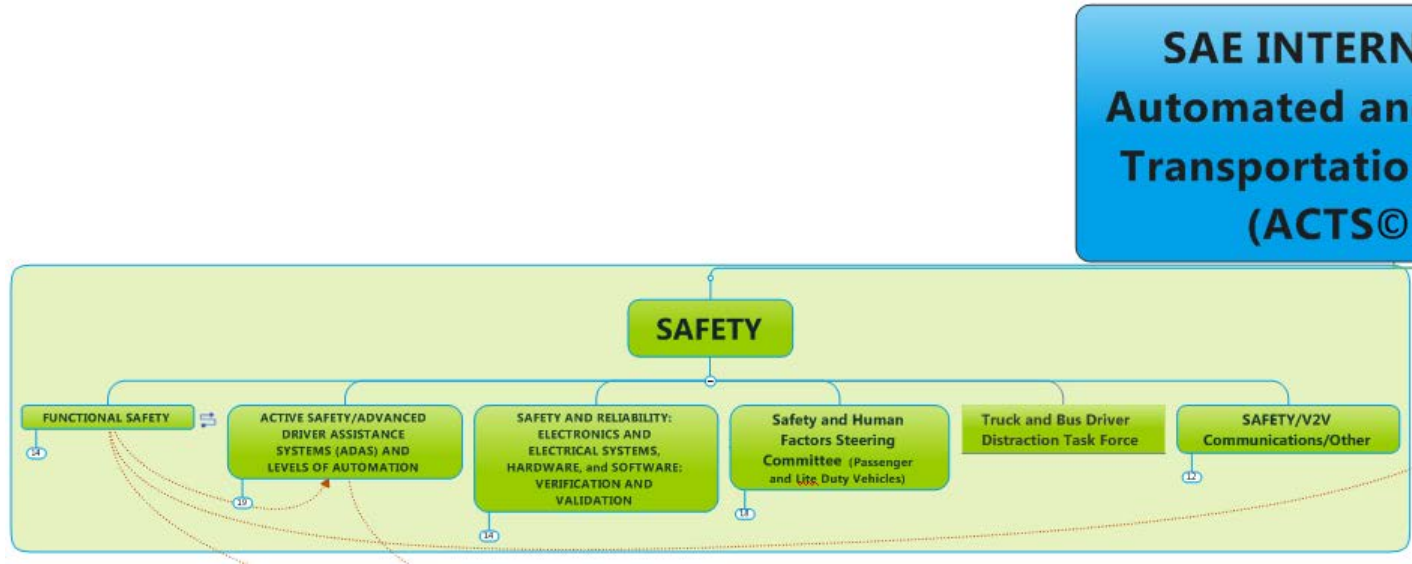 SAE INTERN
Automated an
Transportatio
(ACTS©
SAFETY
FUNCTIONAL SAFETY
14
ACTIVE SAFETY/ADVANCED
DRIVER ASSISTANCE
SYSTEMS (ADAS) AND
LEVELS OF AUTOMATION
19
SAFETY AND RELIABILITY:
ELECTRONICS AND
ELECTRICAL SYSTEMS,
HARDWARE, and SOFTWARE:
VERIFICATION AND
VALIDATION
14
Safety and Human
Factors Steering
Committee (Passenger
and Lite Duty Vehicles)
Truck and Bus Driver
Distraction Task Force
SAFETY/V2V
Communications/Other
12